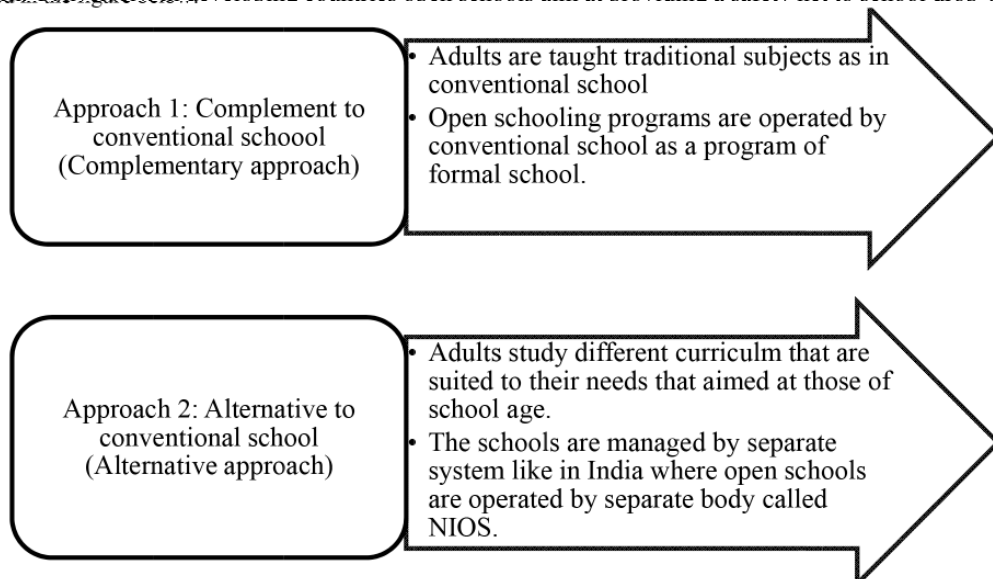 Approach 1: Complement to
conventional schoool
(Complementary approach)
• Adults are taught traditional subjects as in
conventional school
• Open schooling programs are operated by
conventional school as a program of
formal school.
Approach 2: Alternative to
conventional school
(Alternative approach)
• Adults study different curriculm that are
suited to their needs that aimed at those of
school age.
• The schools are managed by separate
system like in India where open schools
are operated by separate body called
NIOS.